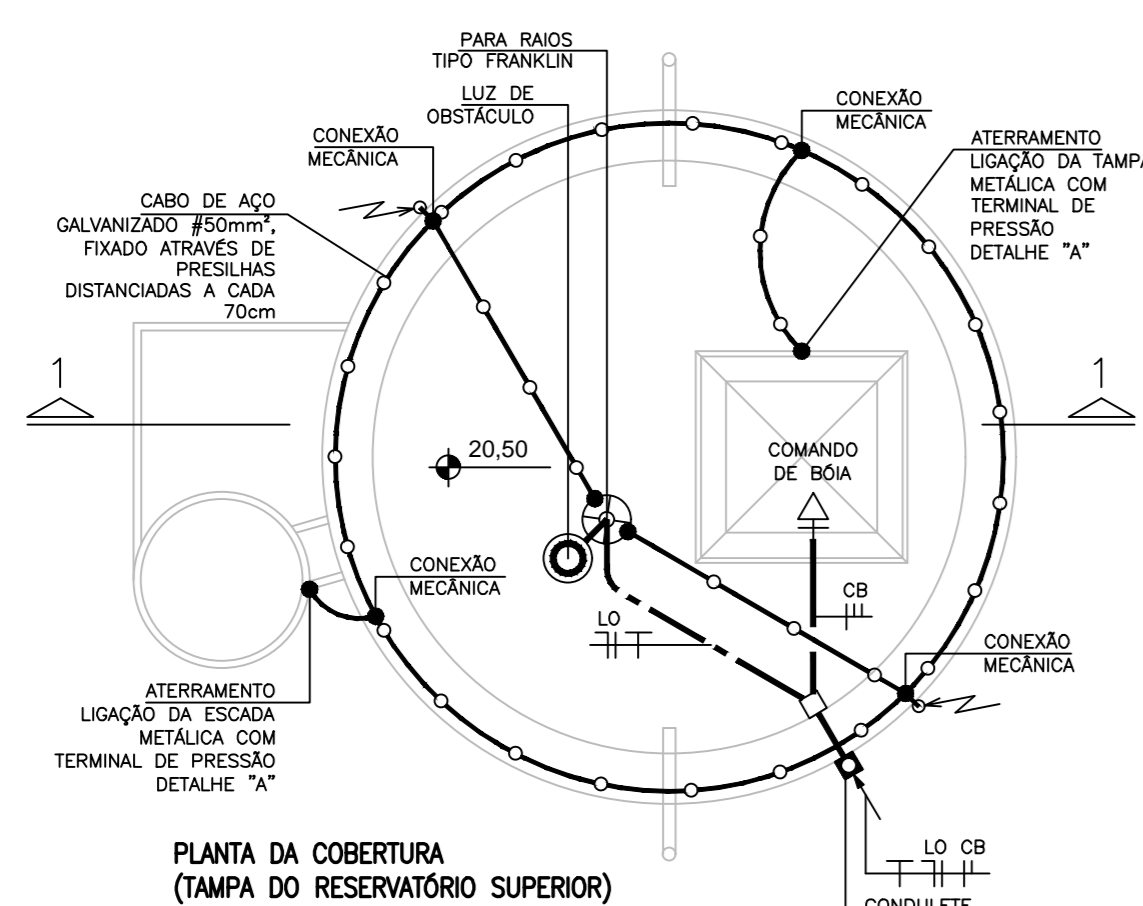 PARA RAIOS
TIPO FRANKLIN
LUZ DE
OBSTÁCULO
CONEXÃO
MECÂNICA
CONEXÃO
MECÂNICA
ATERRAMENTO
LIGAÇÃO DA TAMPA
METÁLICA COM
TERMINAL DE
PRESSÃO
DETALHE "A"
CABO DE AÇO
GALVANIZADO #50mm²,
FIXADO ATRAVÉS DE
PRESILHAS
DISTANCIADAS A CADA
70cm
1
1
20,50
COMANDO
DE BÓIA
CONEXÃO
MECÂNICA
CB
LO
CONEXÃO
MECÂNICA
ATERRAMENTO
LIGAÇÃO DA ESCADA
METÁLICA COM
TERMINAL DE PRESSÃO
DETALHE "A"
PLANTA DA COBERTURA
(TAMPA DO RESERVATÓRIO SUPERIOR)
LO CB
CONDULETE